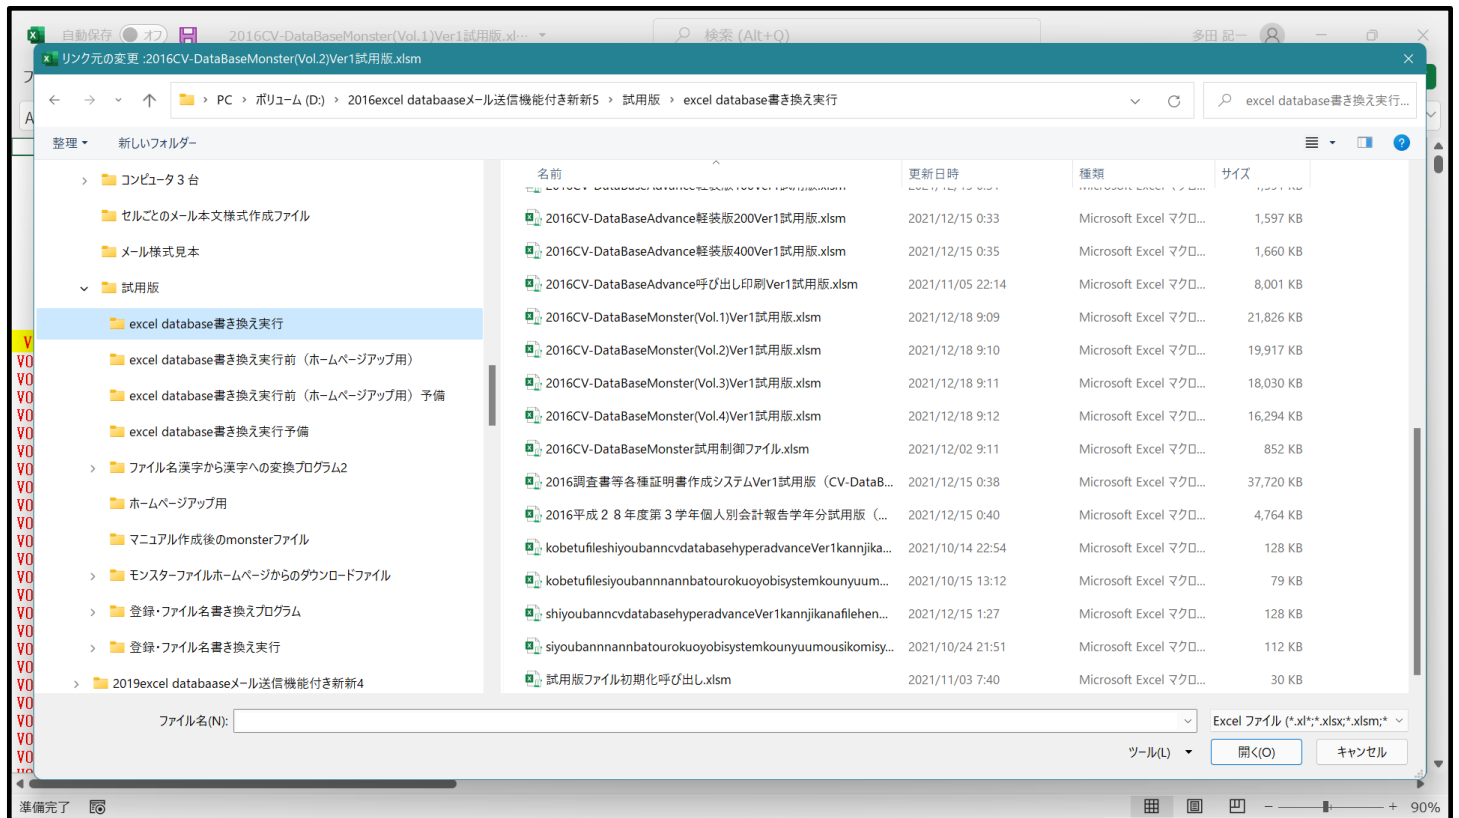 自動保存 オフ 2016CV-DataBaseMonster(Vol.1)Ver1試用版.xl… 検索 (Alt+Q) 多田 記一
リンク元の変更 :2016CV-DataBaseMonster(Vol.2)Ver1試用版.xlsm
PC › ボリューム (D:) › 2016excel databaaseメール送信機能付き新新5 › 試用版 › excel database書き換え実行
excel database書き換え実行...
整理 新しいフォルダー
コンピュータ 3 台
セルごとのメール本文様式作成ファイル
メール様式見本
試用版
excel database書き換え実行
excel database書き換え実行前（ホームページアップ用）
excel database書き換え実行前（ホームページアップ用）予備
excel database書き換え実行予備
ファイル名漢字から漢字への変換プログラム2
ホームページアップ用
マニュアル作成後のmonsterファイル
モンスターファイルホームページからのダウンロードファイル
登録・ファイル名書き換えプログラム
登録・ファイル名書き換え実行
2019excel databaaseメール送信機能付き新新4
名前 更新日時 種類 サイズ
2016CV-DataBaseAdvance軽装版200Ver1試用版.xlsm 2021/12/15 0:33 Microsoft Excel マクロ... 1,597 KB
2016CV-DataBaseAdvance軽装版400Ver1試用版.xlsm 2021/12/15 0:35 Microsoft Excel マクロ... 1,660 KB
2016CV-DataBaseAdvance呼び出し印刷Ver1試用版.xlsm 2021/11/05 22:14 Microsoft Excel マクロ... 8,001 KB
2016CV-DataBaseMonster(Vol.1)Ver1試用版.xlsm 2021/12/18 9:09 Microsoft Excel マクロ... 21,826 KB
2016CV-DataBaseMonster(Vol.2)Ver1試用版.xlsm 2021/12/18 9:10 Microsoft Excel マクロ... 19,917 KB
2016CV-DataBaseMonster(Vol.3)Ver1試用版.xlsm 2021/12/18 9:11 Microsoft Excel マクロ... 18,030 KB
2016CV-DataBaseMonster(Vol.4)Ver1試用版.xlsm 2021/12/18 9:12 Microsoft Excel マクロ... 16,294 KB
2016CV-DataBaseMonster試用制御ファイル.xlsm 2021/12/02 9:11 Microsoft Excel マクロ... 852 KB
2016調査書等各種証明書作成システムVer1試用版（CV-DataB... 2021/12/15 0:38 Microsoft Excel マクロ... 37,720 KB
2016平成２８年度第３学年個人別会計報告学年分試用版（... 2021/12/15 0:40 Microsoft Excel マクロ... 4,764 KB
kobetufileshiyoubanncvdatabasehyperadvanceVer1kannjika... 2021/10/14 22:54 Microsoft Excel マクロ... 128 KB
kobetufilesiyoubannnannbatourokuoyobisystemkounyuum... 2021/10/15 13:12 Microsoft Excel マクロ... 79 KB
shiyoubanncvdatabasehyperadvanceVer1kannjikanafilehen... 2021/12/15 1:27 Microsoft Excel マクロ... 128 KB
siyoubannnannbatourokuoyobisystemkounyuumousikomisy... 2021/10/24 21:51 Microsoft Excel マクロ... 112 KB
試用版ファイル初期化呼び出し.xlsm 2021/11/03 7:40 Microsoft Excel マクロ... 30 KB
ファイル名(N): Excel ファイル (*.xl*;*.xlsx;*.xlsm;*
ツール(L) 開く(O) キャンセル
準備完了 90%